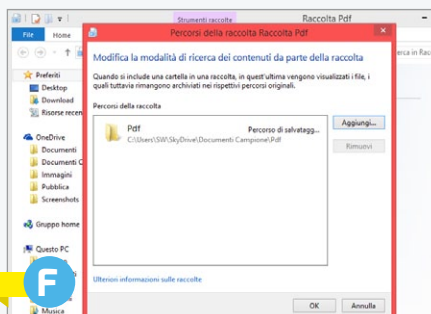 Strumenti raccolte
Raccolta Pdf
File
Home
Percorsi della raccolta Raccolta Pdf
Modifica la modalità di ricerca dei contenuti da parte della raccolta
Quando si include una cartella in una raccolta, in quest'ultima vengono visualizzati i file, i
quali tuttavia rimangono archiviati nei rispettivi percorsi originali.
Percorsi della raccolta
Pdf
Percorso di salvatagg...
C:\Users\SW\SkyDrive\Documenti Campione\Pdf
Aggiungi...
Rimuovi
Preferiti
Desktop
Download
Risorse recen
OneDrive
Documenti
Documenti C
Immagini
Pubblica
Screenshots
Gruppo home
Questo PC
Musica
F
Ulteriori informazioni sulle raccolte
OK
Annulla